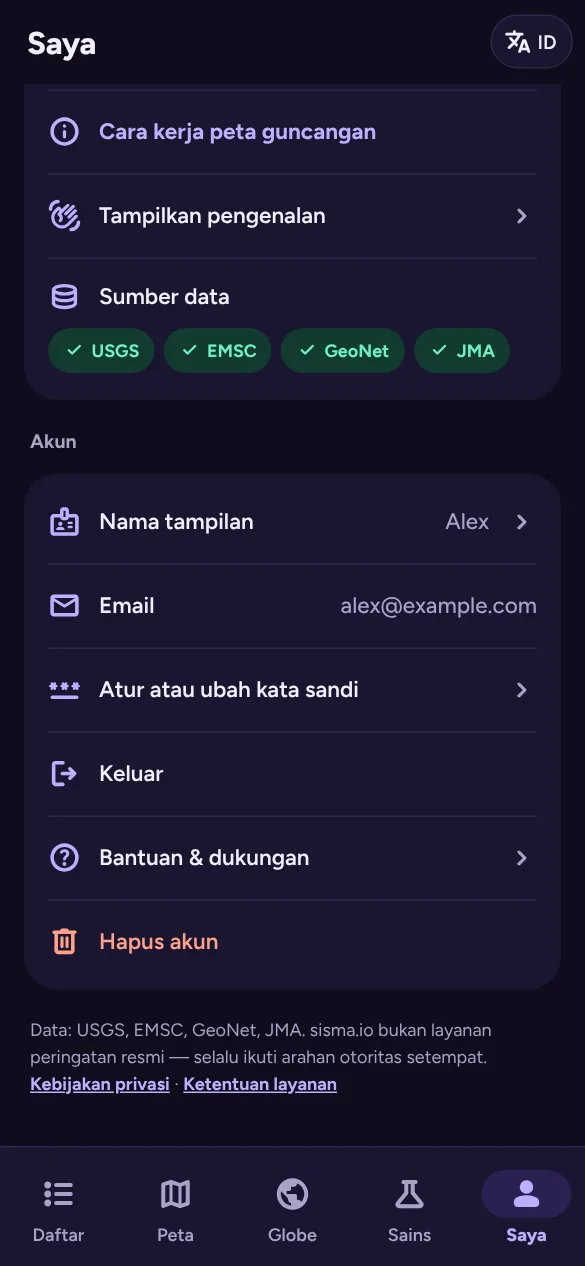 Saya
ID
Cara kerja peta guncangan
Tampilkan pengenalan
Sumber data
USGS
EMSC
GeoNet
JMA
Akun
Nama tampilan
Alex
Email
alex@example.com
Atur atau ubah kata sandi
Keluar
Bantuan & dukungan
Hapus akun
Data: USGS, EMSC, GeoNet, JMA. sisma.io bukan layanan
peringatan resmi — selalu ikuti arahan otoritas setempat.
Kebijakan privasi · Ketentuan layanan
Daftar
Peta
Globe
Sains
Saya